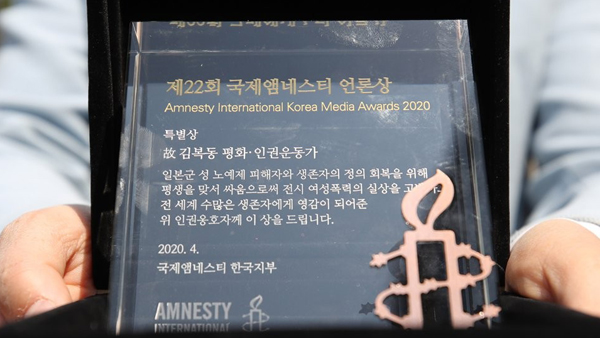 제22회 국제앰네스티 언론상
Amnesty International Korea Media Awards 2020
특별상
故 김복동 평화·인권운동가
일본군 성 노예제 피해자와 생존자의 정의 회복을 위해
평생을 맞서 싸움으로써 전시 여성폭력의 실상을
전 세계 수많은 생존자에게 영감이 되어준
위 인권옹호자께 이 상을 드립니다.
2020. 4.
국제앰네스티 한국지부
AMNESTY
INTERNATIONAL